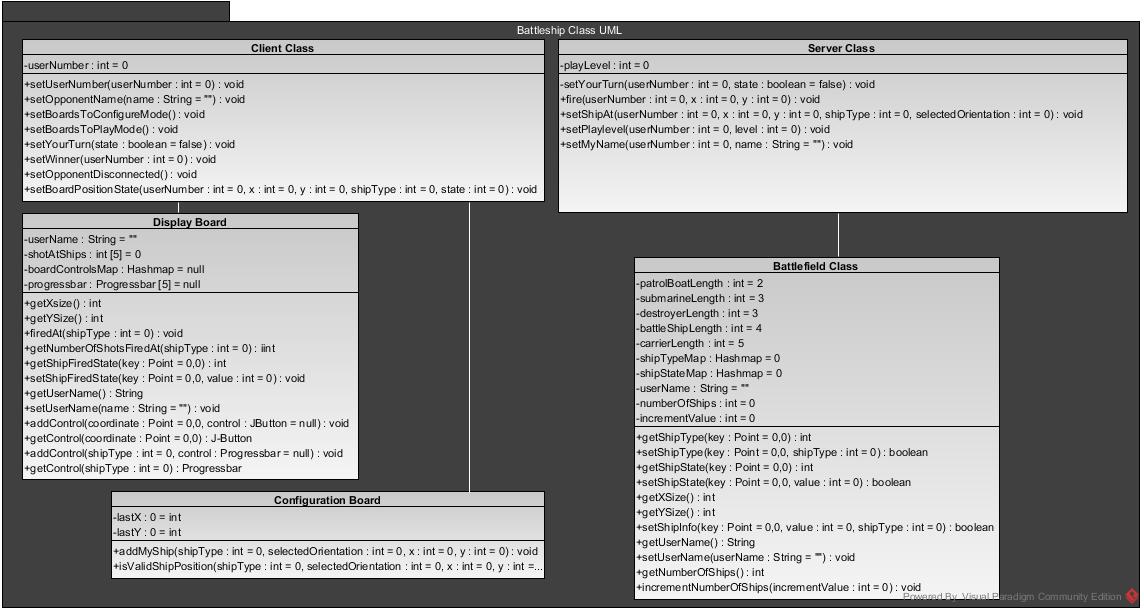 Battleship Class UML
Client Class
-userNumber : int = 0
+setUserNumber(userNumber : int = 0) : void
+setOpponentName(name : String = "") : void
+setBoardsToConfigureMode() : void
+setBoardsToPlayMode() : void
+setYourTurn(state : boolean = false) : void
+setWinner(userNumber : int = 0) : void
+setOpponentDisconnected() : void
+setBoardPositionState(userNumber : int = 0, x : int = 0, y : int = 0, shipType : int = 0, state : int = 0) : void
Server Class
-playLevel : int = 0
-setYourTurn(userNumber : int = 0, state : boolean = false) : void
+fire(userNumber : int = 0, x : int = 0, y : int = 0) : void
+setShipAt(userNumber : int = 0, x : int = 0, y : int = 0, shipType : int = 0, selectedOrientation : int = 0) : void
+setPlaylevel(userNumber : int = 0, level : int = 0) : void
+setMyName(userNumber : int = 0, name : String = "") : void
Display Board
-userName : String = ""
-shotAtShips : int [5] = 0
-boardControlsMap : Hashmap = null
-progressbar : Progressbar [5] = null
+getXsize() : int
+getYSize() : int
+firedAt(shipType : int = 0) : void
+getNumberOfShotsFiredAt(shipType : int = 0) : iint
+getShipFiredState(key : Point = 0,0) : int
+setShipFiredState(key : Point = 0,0, value : int = 0) : void
+getUserName() : String
+setUserName(name : String = "") : void
+addControl(coordinate : Point = 0,0, control : JButton = null) : void
+getControl(coordinate : Point = 0,0) : J-Button
+addControl(shipType : int = 0, control : Progressbar = null) : void
+getControl(shipType : int = 0) : Progressbar
Configuration Board
-lastX : 0 = int
-lastY : 0 = int
+addMyShip(shipType : int = 0, selectedOrientation : int = 0, x : int = 0, y : int = 0) : void
+isValidShipPosition(shipType : int = 0, selectedOrientation : int = 0, x : int = 0, y : int =...
Battlefield Class
-patrolBoatLength : int = 2
-submarineLength : int = 3
-destroyerLength : int = 3
-battleShipLength : int = 4
-carrierLength : int = 5
-shipTypeMap : Hashmap = 0
-shipStateMap : Hashmap = 0
-userName : String = ""
-numberOfShips : int = 0
-incrementValue : int = 0
+getShipType(key : Point = 0,0) : int
+setShipType(key : Point = 0,0, shipType : int = 0) : boolean
+getShipState(key : Point = 0,0) : int
+setShipState(key : Point = 0,0, value : int = 0) : boolean
+getXSize() : int
+getYSize() : int
+setShipInfo(key : Point = 0,0, value : int = 0, shipType : int = 0) : boolean
+getUserName() : String
+setUserName(userName : String = "") : void
+getNumberOfShips() : int
+incrementNumberOfShips(incrementValue : int = 0) : void
Powered By Visual Paradigm Community Edition